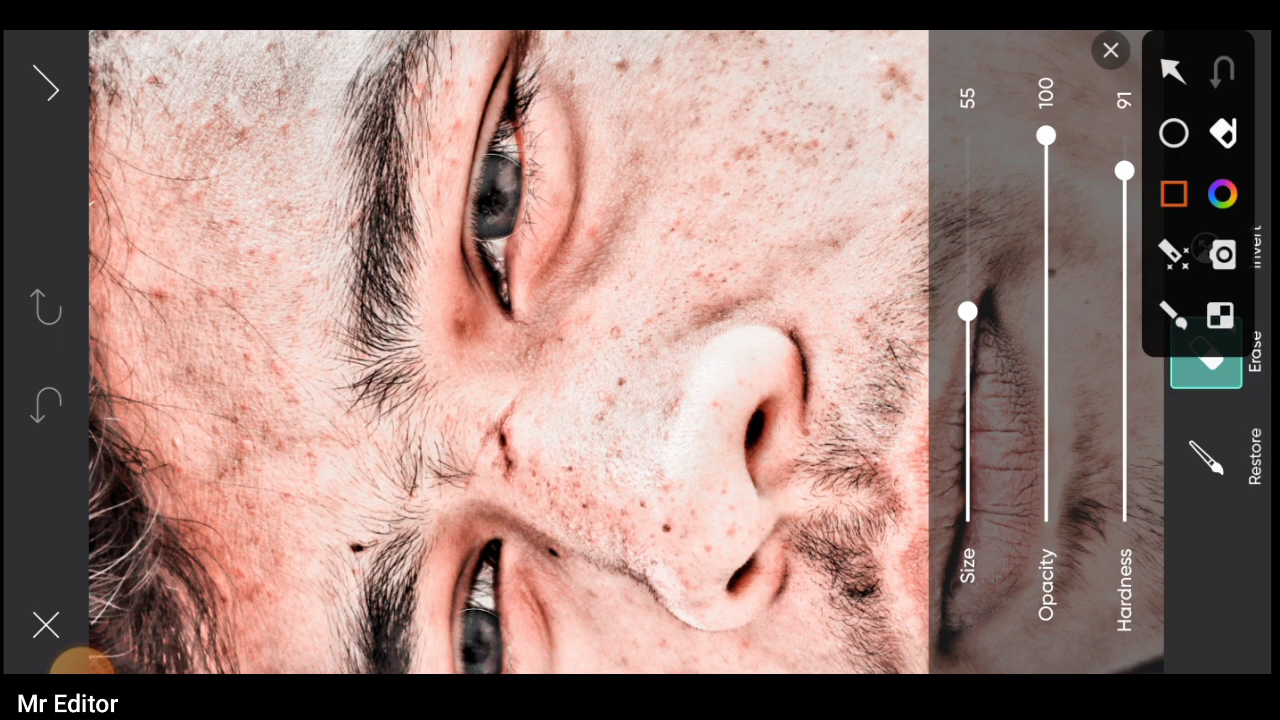 55
100
91
Size
Opacity
Hardness
Invert
Erase
Restore
Mr Editor